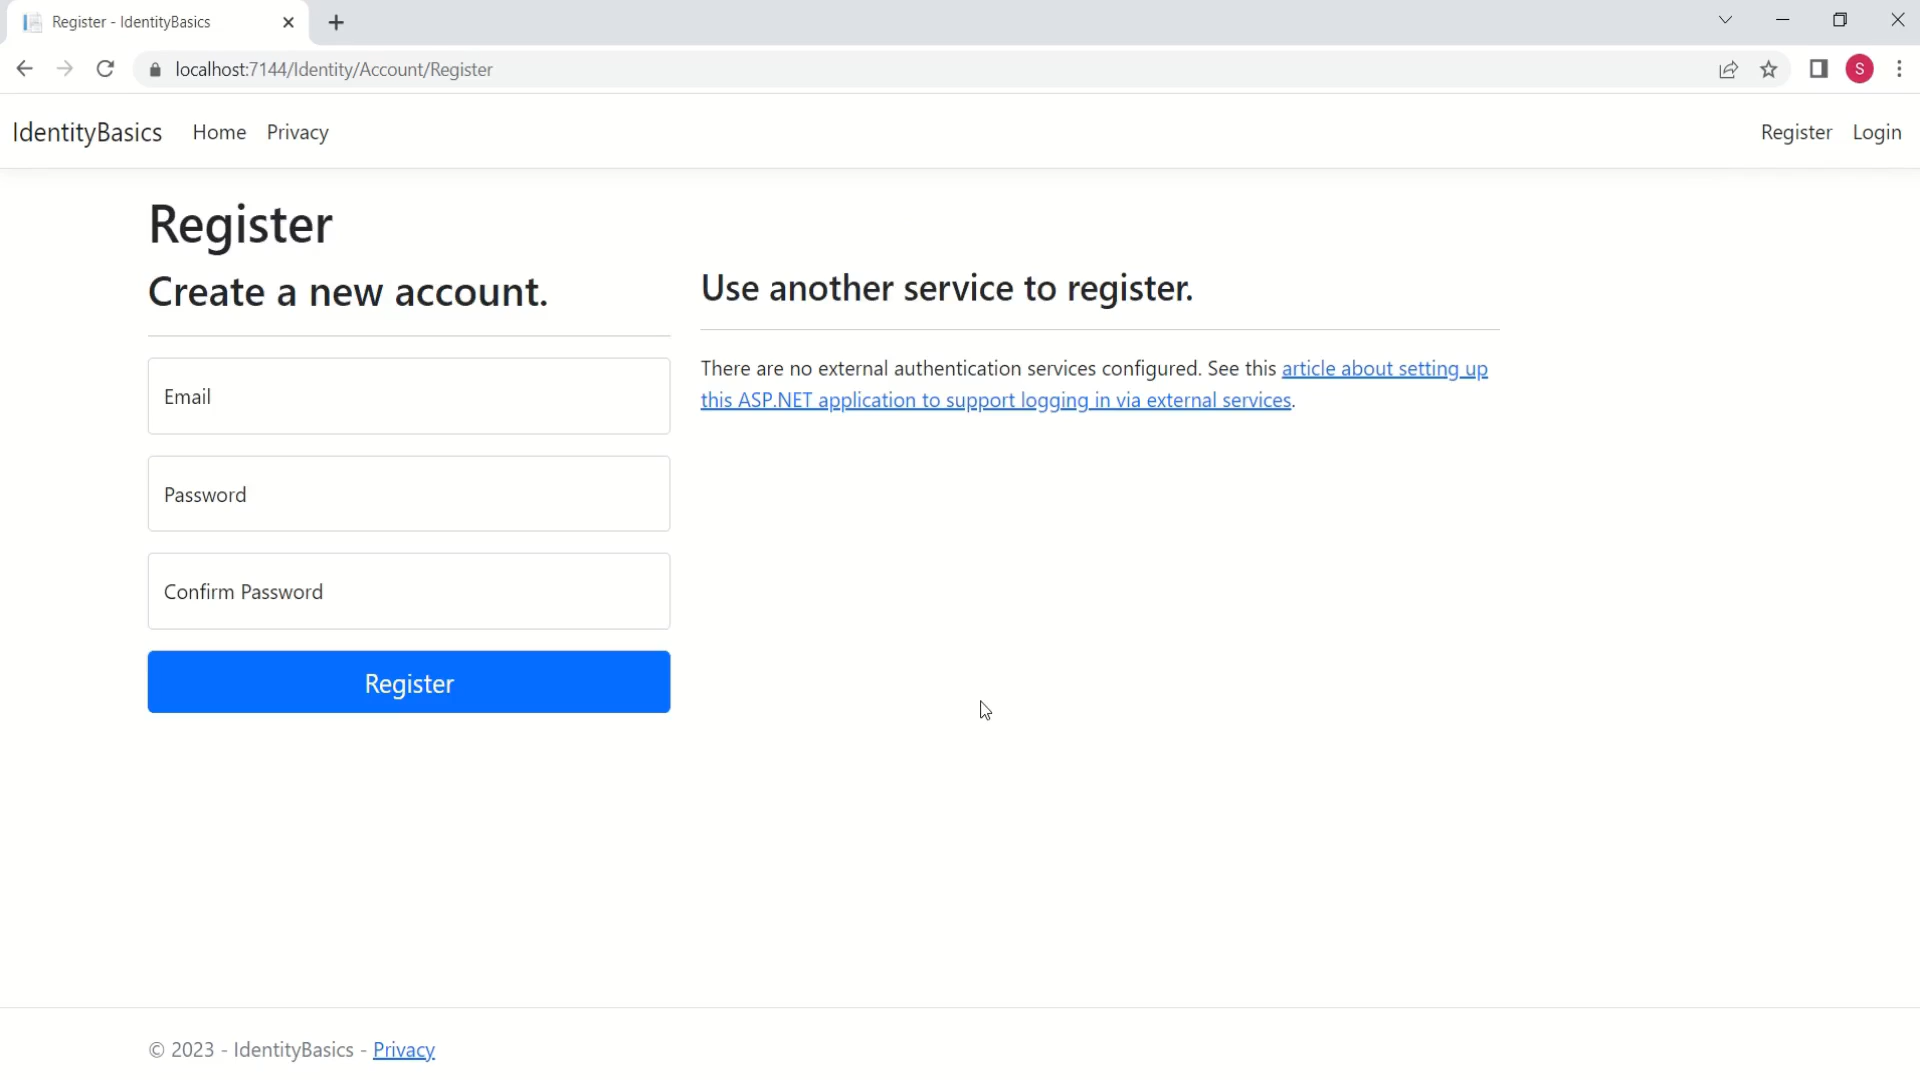 Register - IdentityBasics
localhost:7144/Identity/Account/Register
S
IdentityBasics Home Privacy Register Login
Register
Create a new account.
Email
Password
Confirm Password
Register
Use another service to register.
There are no external authentication services configured. See this article about setting up
this ASP.NET application to support logging in via external services.
© 2023 - IdentityBasics - Privacy